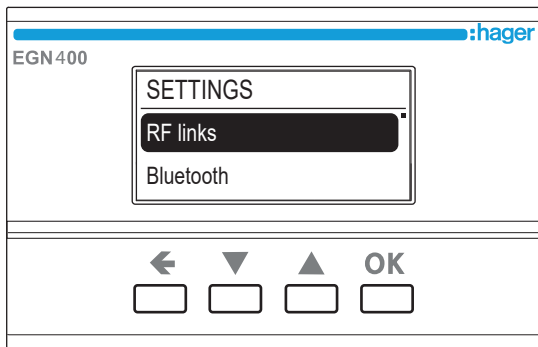 :hager
EGN400
SETTINGS
RF links
Bluetooth
OK